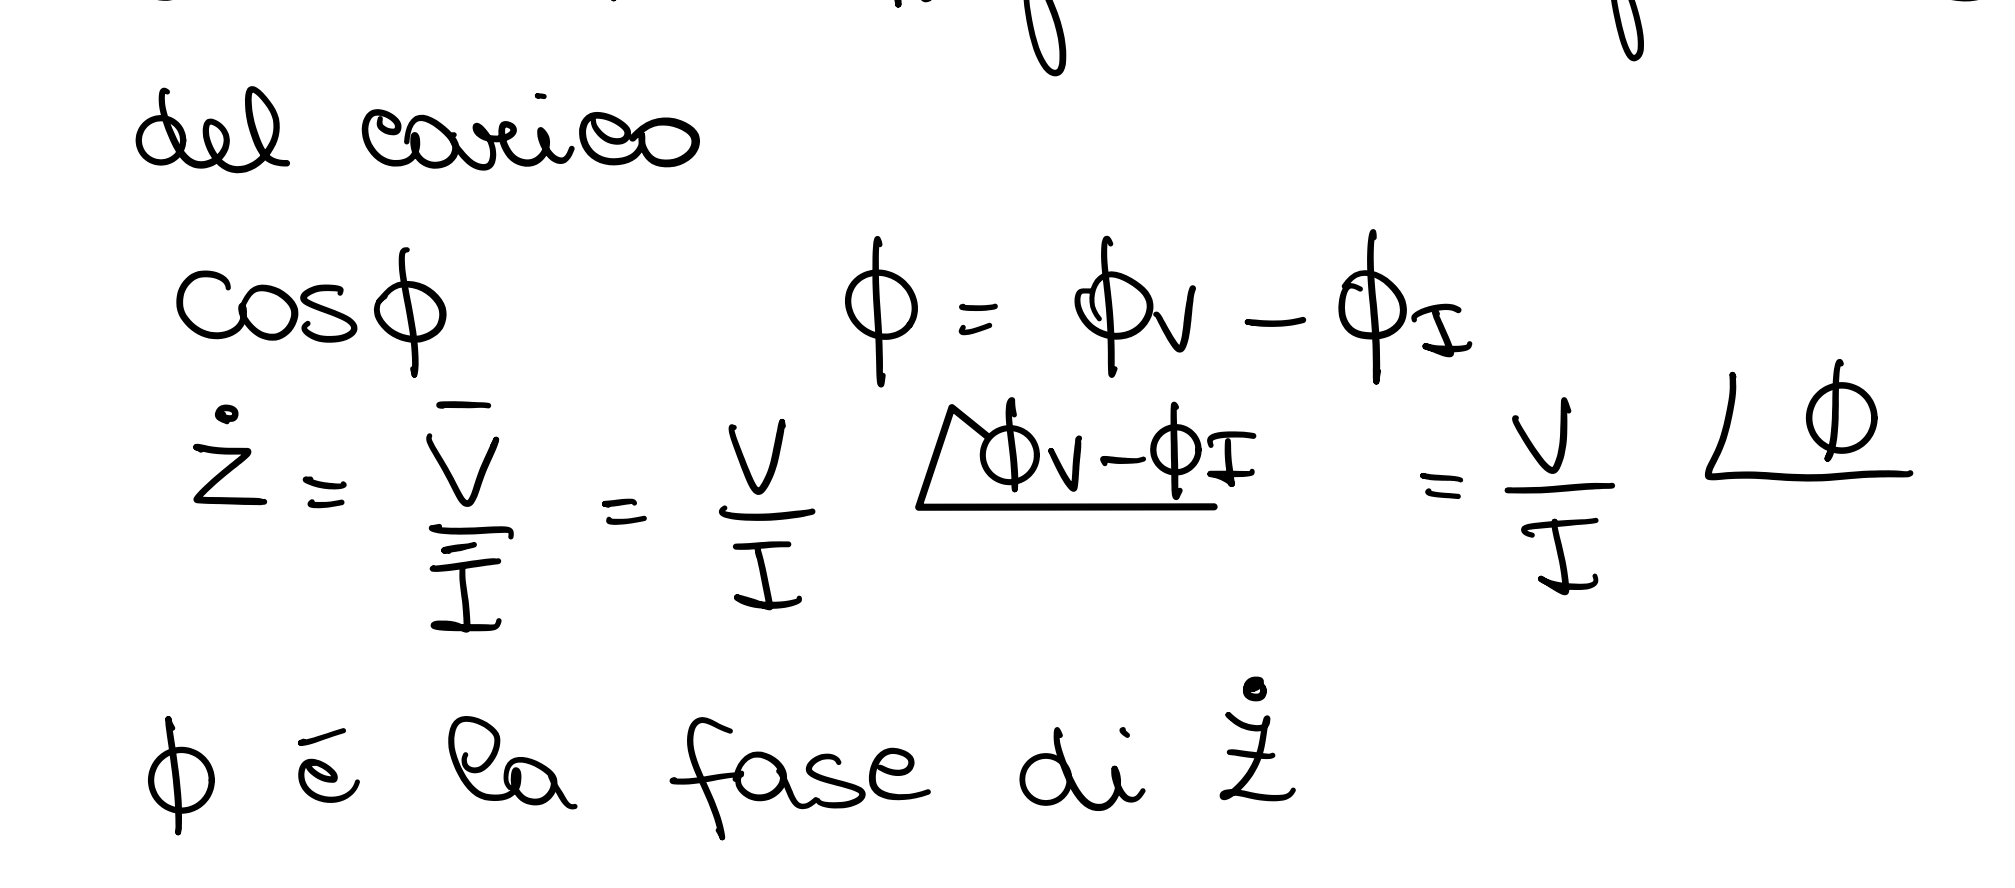 del carico
cosϕ ϕ = ϕV − ϕI
Ż = V̄/Ī = V/I ∠ϕV−ϕI = V/I ∠ϕ
ϕ è la fase di Ż